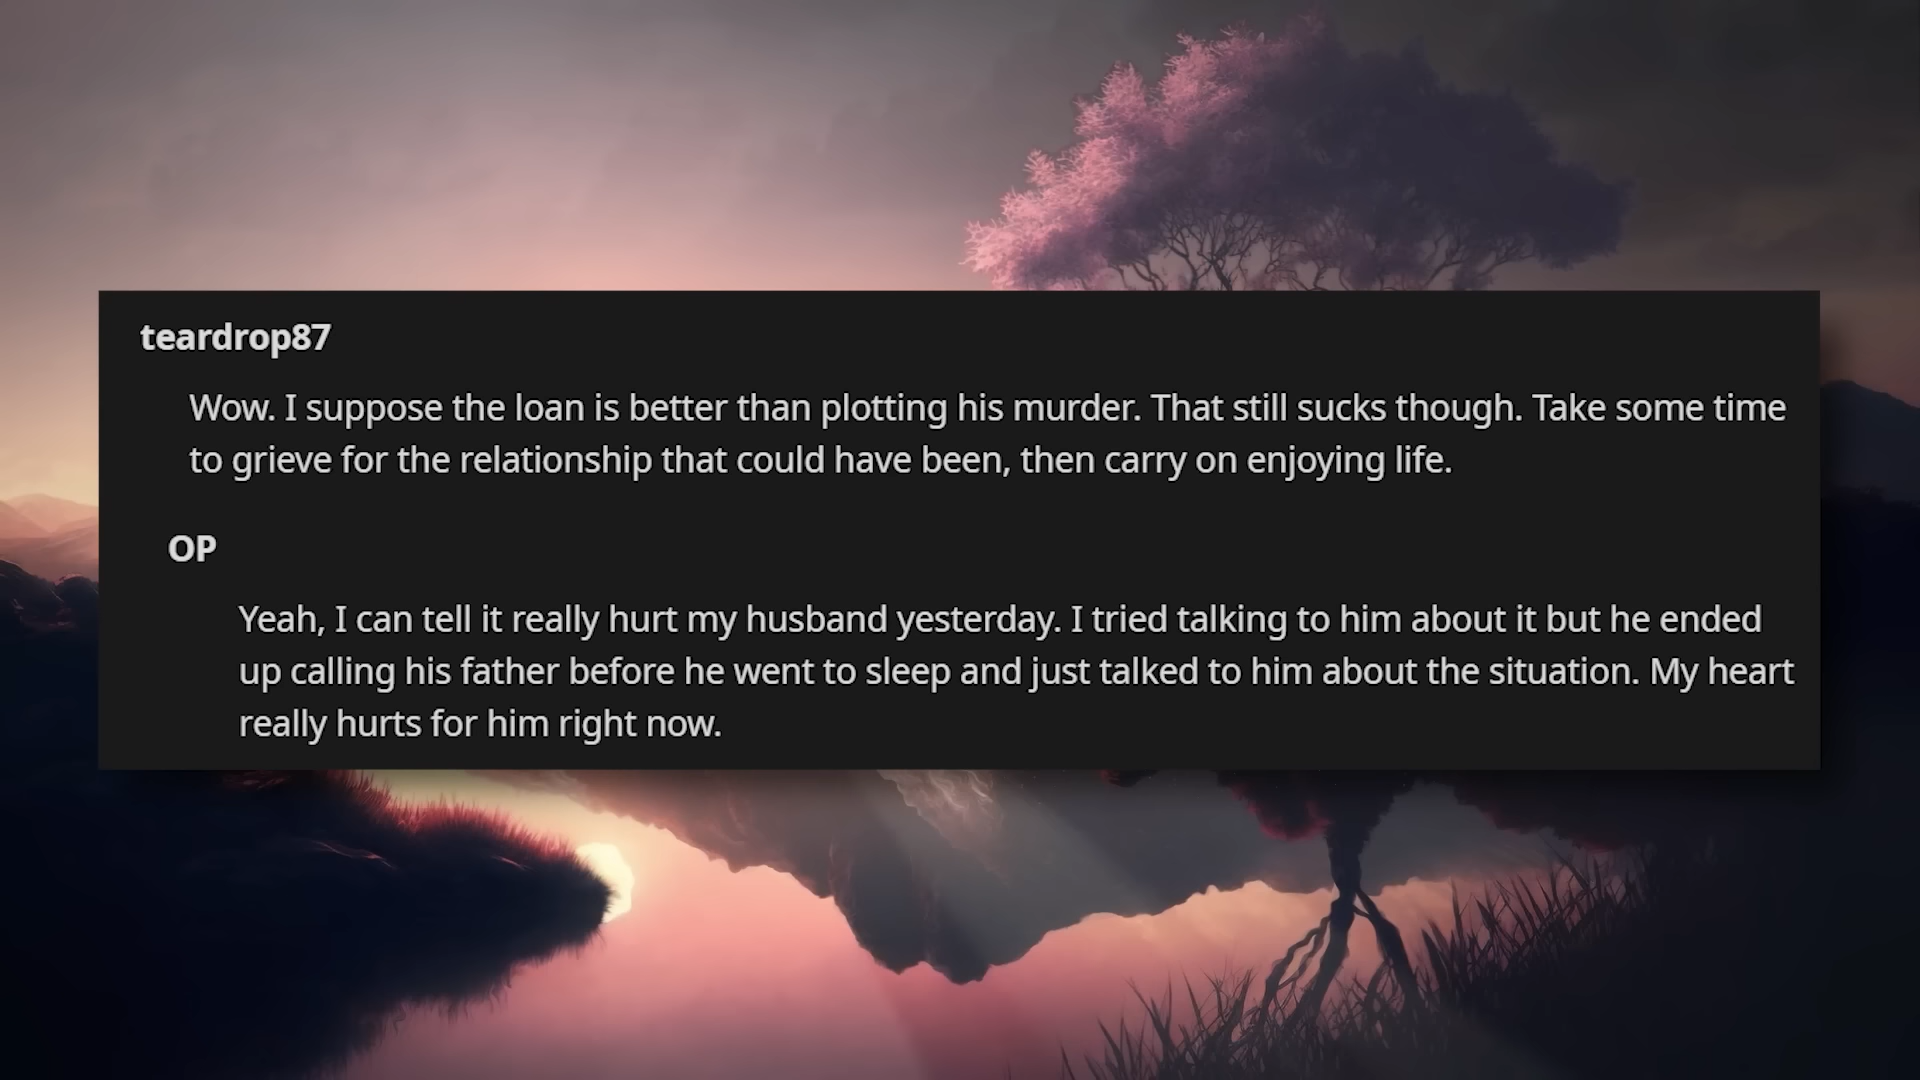 teardrop87
Wow. I suppose the loan is better than plotting his murder. That still sucks though. Take some time
to grieve for the relationship that could have been, then carry on enjoying life.
OP
Yeah, I can tell it really hurt my husband yesterday. I tried talking to him about it but he ended
up calling his father before he went to sleep and just talked to him about the situation. My heart
really hurts for him right now.